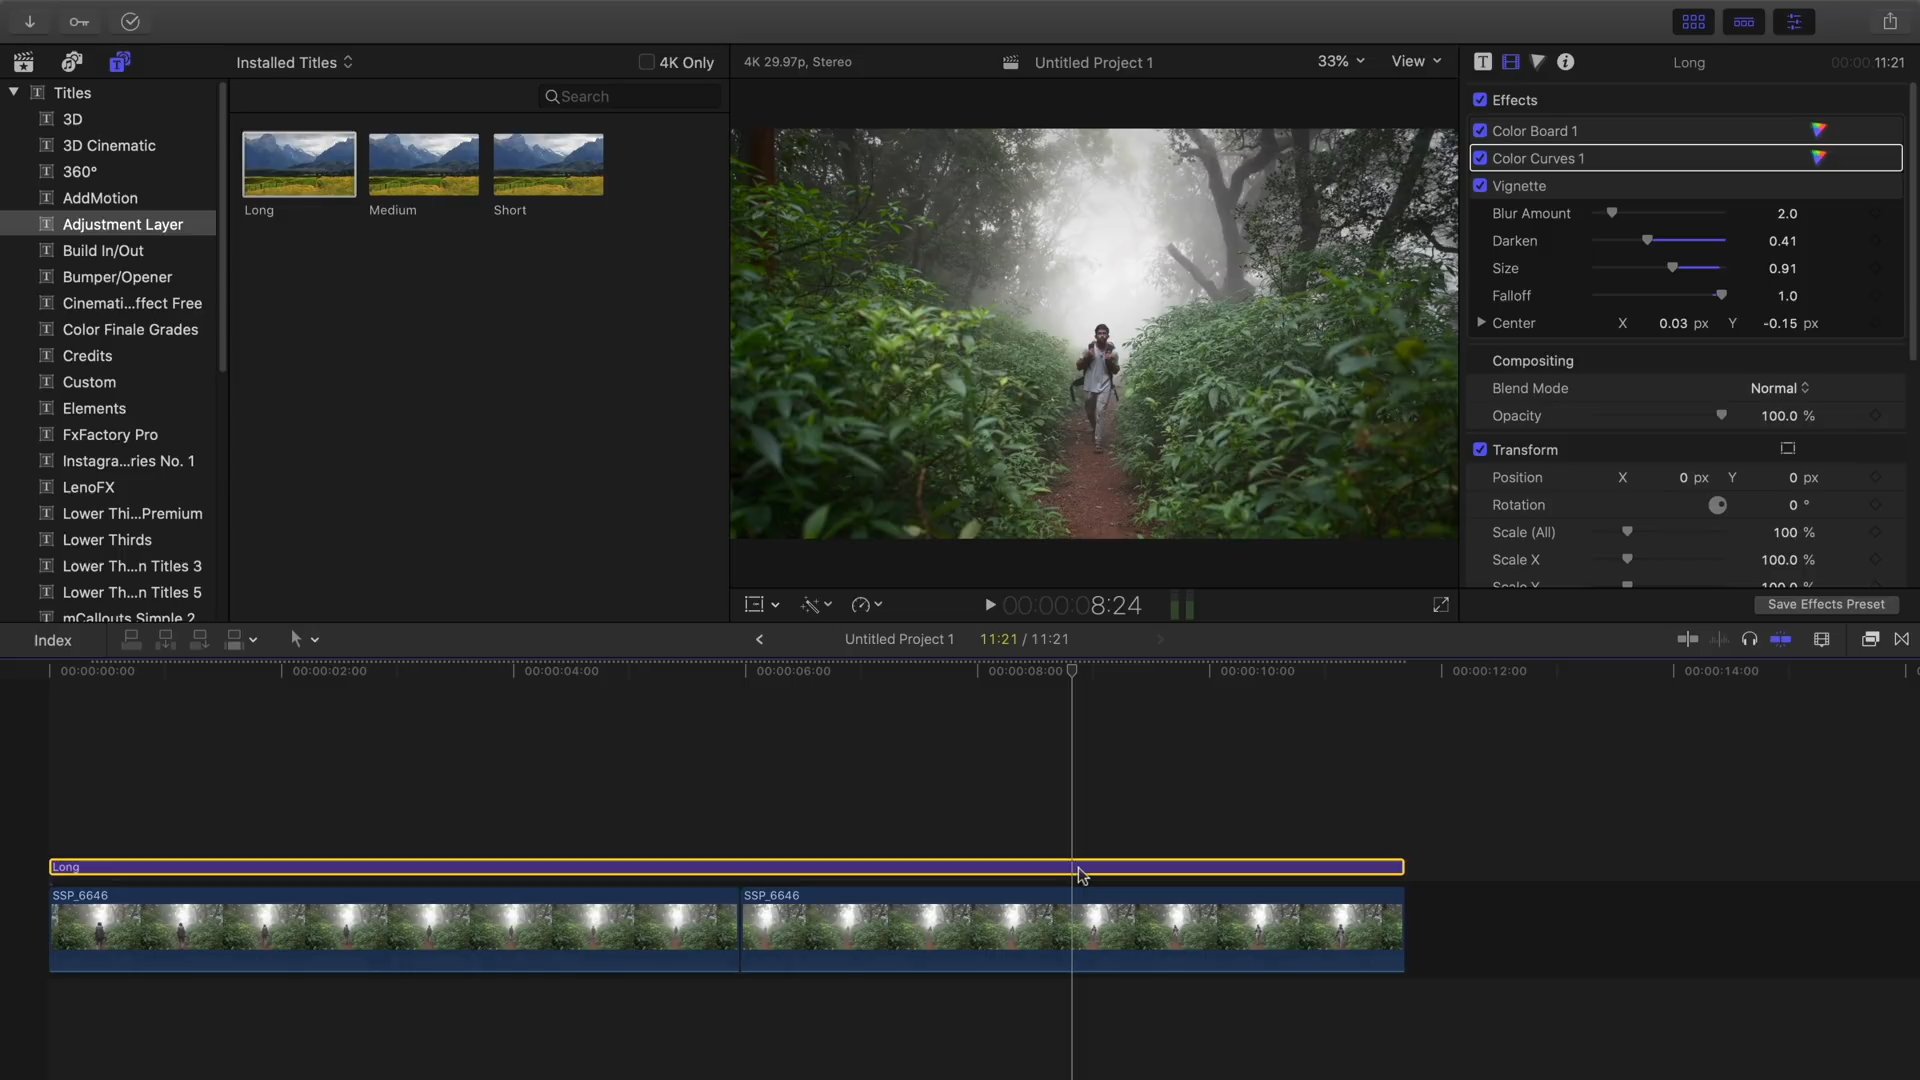 Installed Titles
4K Only
4K 29.97p, Stereo
Untitled Project 1
33%
View
Long
00:00:11:21
Titles
3D
3D Cinematic
360°
AddMotion
Adjustment Layer
Build In/Out
Bumper/Opener
Cinemati...ffect Free
Color Finale Grades
Credits
Custom
Elements
FxFactory Pro
Instagra...ries No. 1
LenoFX
Lower Thi...Premium
Lower Thirds
Lower Th...n Titles 3
Lower Th...n Titles 5
mCallouts Simple 2
Search
Long
Medium
Short
Effects
Color Board 1
Color Curves 1
Vignette
Blur Amount 2.0
Darken 0.41
Size 0.91
Falloff 1.0
Center X 0.03 px Y -0.15 px
Compositing
Blend Mode Normal
Opacity 100.0 %
Transform
Position X 0 px Y 0 px
Rotation 0 °
Scale (All) 100 %
Scale X 100.0 %
Scale Y 100.0 %
00:00:08:24
Save Effects Preset
Index
Untitled Project 1 11:21 / 11:21
00:00:00:00 00:00:02:00 00:00:04:00 00:00:06:00 00:00:08:00 00:00:10:00 00:00:12:00 00:00:14:00
Long
SSP_6646 SSP_6646